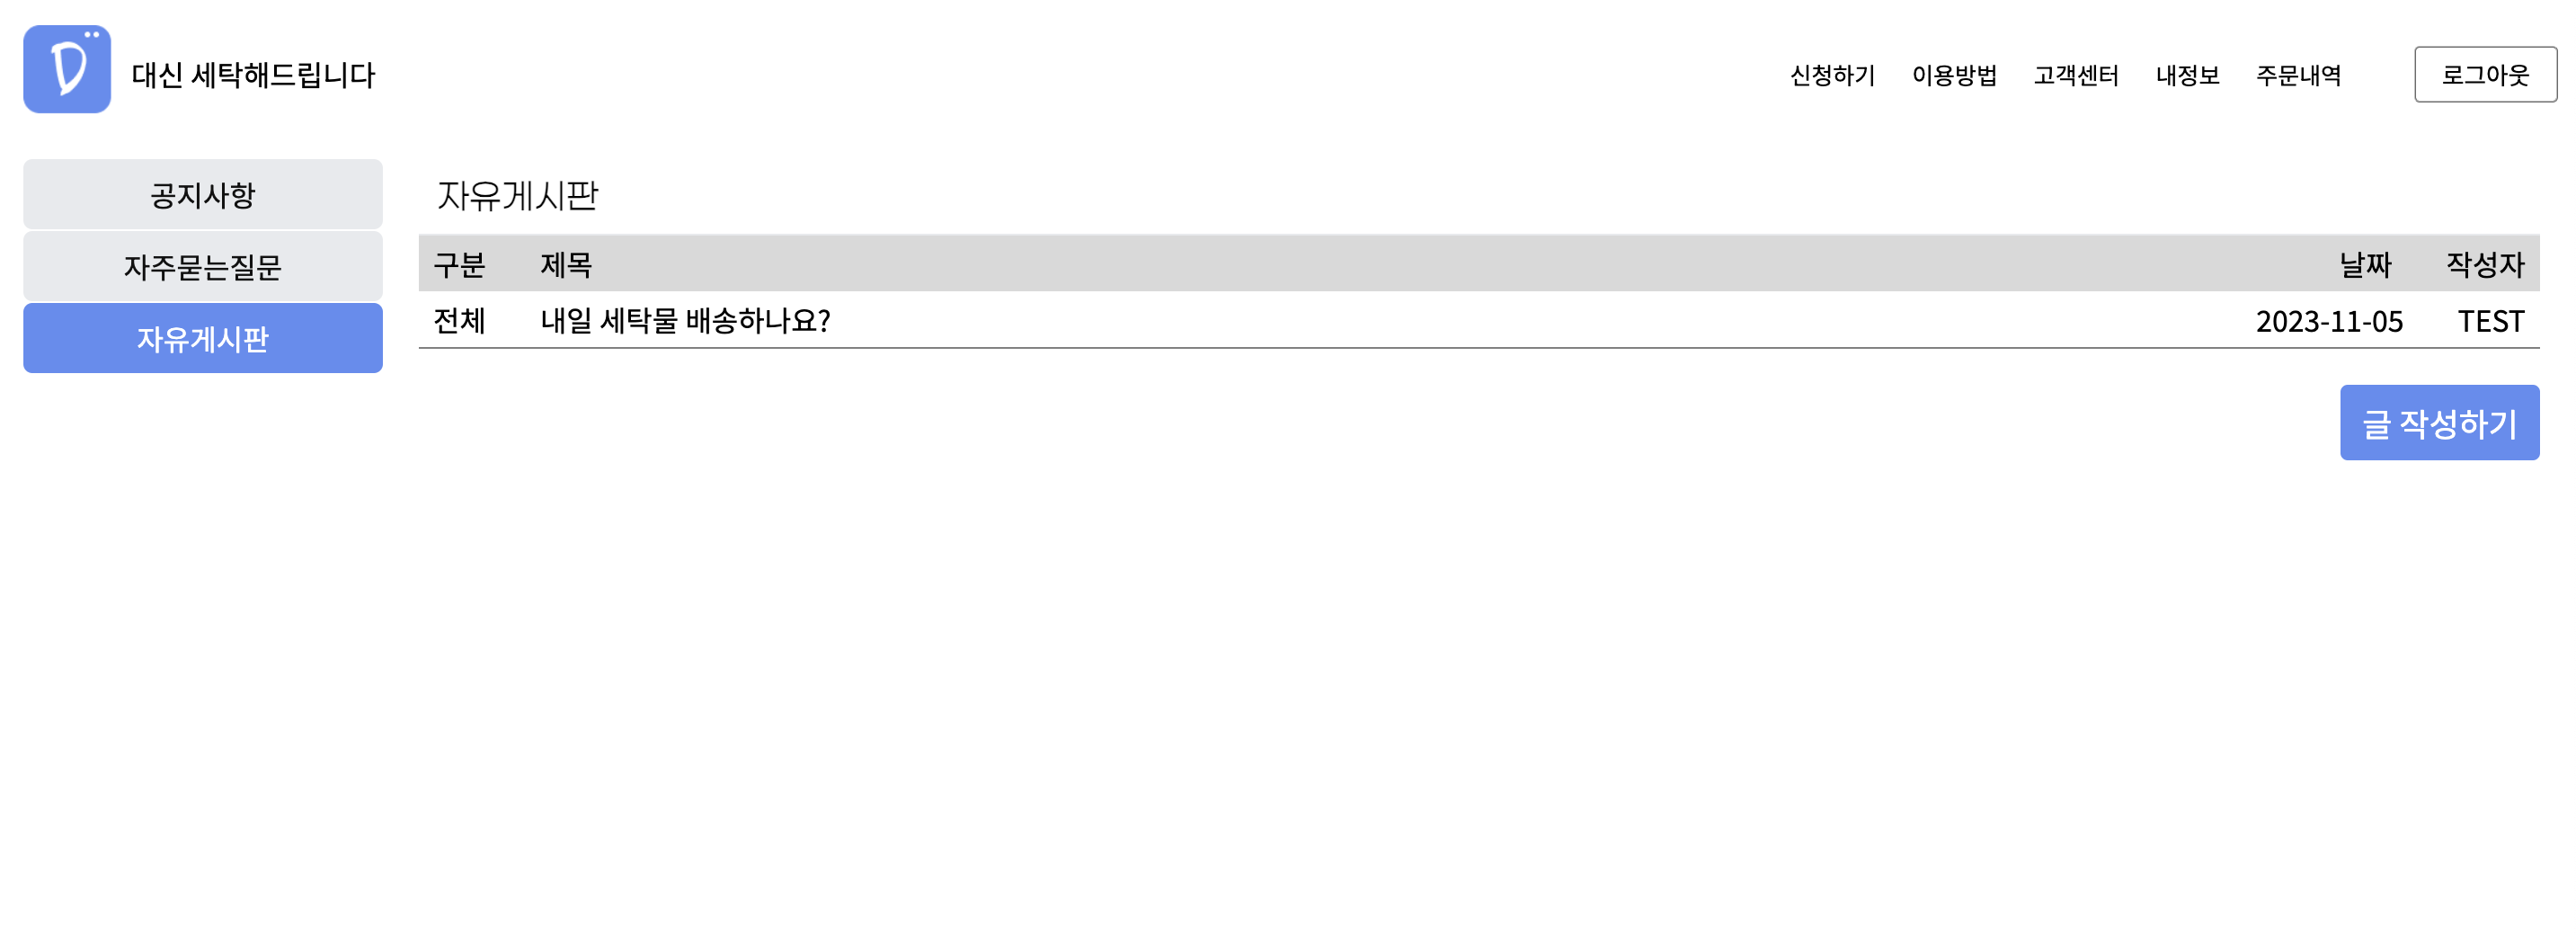 대신 세탁해드립니다
신청하기 이용방법 고객센터 내정보 주문내역 로그아웃
공지사항
자주묻는질문
자유게시판
자유게시판
구분 제목 날짜 작성자
전체 내일 세탁물 배송하나요? 2023-11-05 TEST
글 작성하기